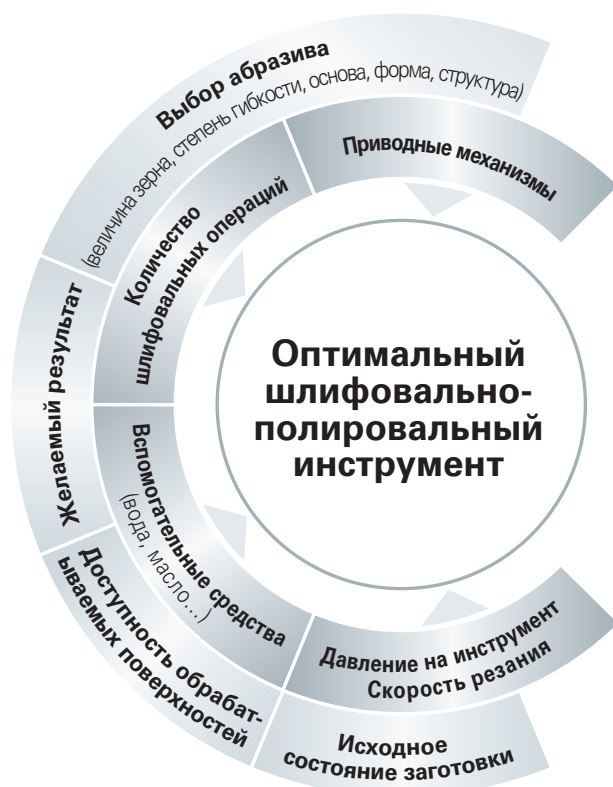 Выбор абразива
(величина зерна, степень гибкости, основа, форма, структура)
Приводные механизмы
Количество
шлифовальных операций
Желаемый результат
Оптимальный
шлифовально-
полировальный
инструмент
Вспомогательные средства
(вода, масло...)
Доступность обрабат-
ываемых поверхностей
Давление на инструмент
Скорость резания
Исходное
состояние заготовки